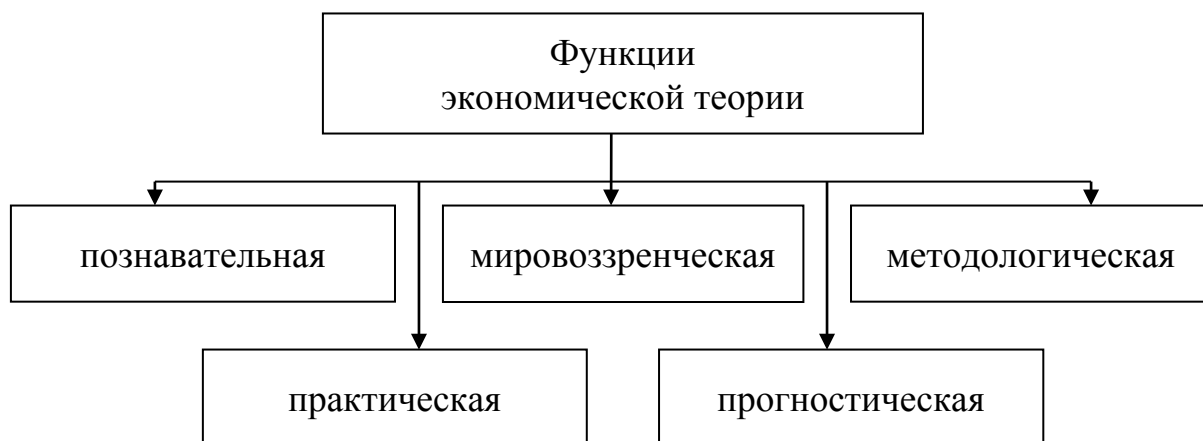 Функции
экономической теории
познавательная
мировоззренческая
методологическая
практическая
прогностическая